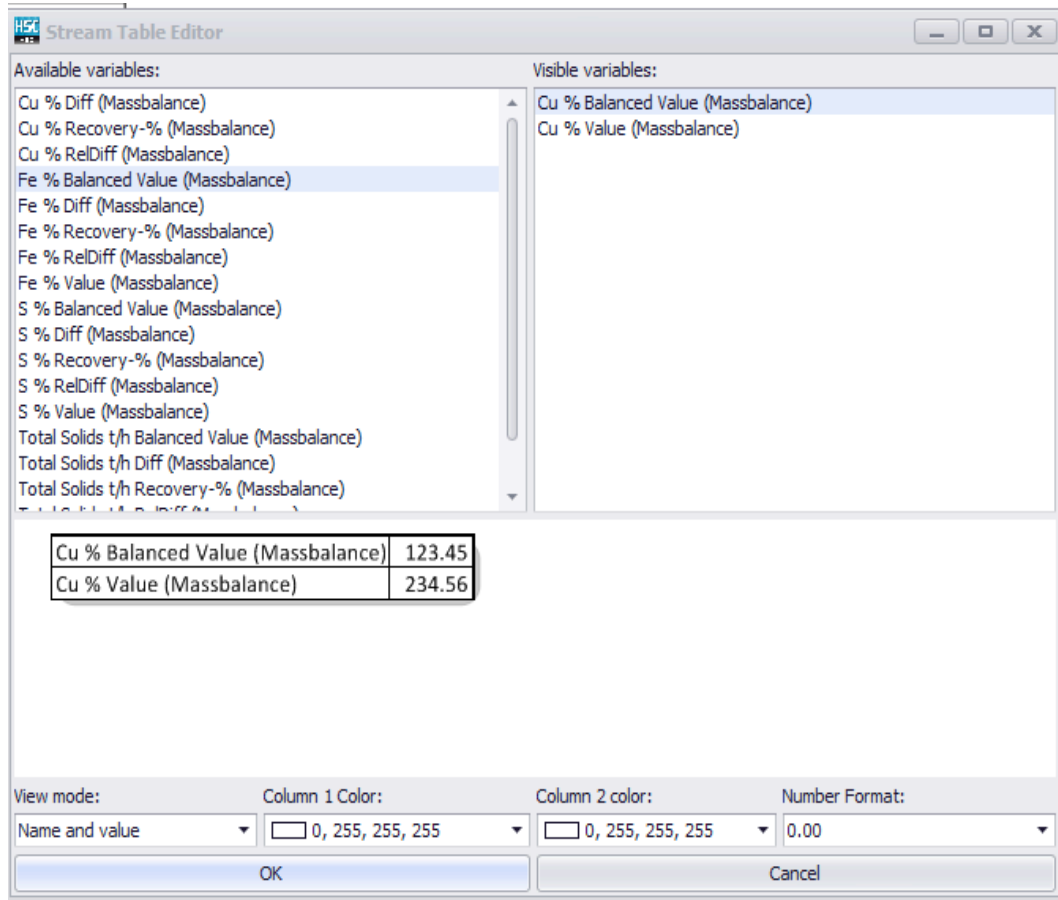 HSC
Stream Table Editor
Available variables:
Visible variables:
Cu % Diff (Massbalance)
Cu % Recovery-% (Massbalance)
Cu % RelDiff (Massbalance)
Fe % Balanced Value (Massbalance)
Fe % Diff (Massbalance)
Fe % Recovery-% (Massbalance)
Fe % RelDiff (Massbalance)
Fe % Value (Massbalance)
S % Balanced Value (Massbalance)
S % Diff (Massbalance)
S % Recovery-% (Massbalance)
S % RelDiff (Massbalance)
S % Value (Massbalance)
Total Solids t/h Balanced Value (Massbalance)
Total Solids t/h Diff (Massbalance)
Total Solids t/h Recovery-% (Massbalance)
Cu % Balanced Value (Massbalance)
Cu % Value (Massbalance)
Cu % Balanced Value (Massbalance) 123.45
Cu % Value (Massbalance) 234.56
View mode: Column 1 Color: Column 2 color: Number Format:
Name and value 0, 255, 255, 255 0, 255, 255, 255 0.00
OK Cancel